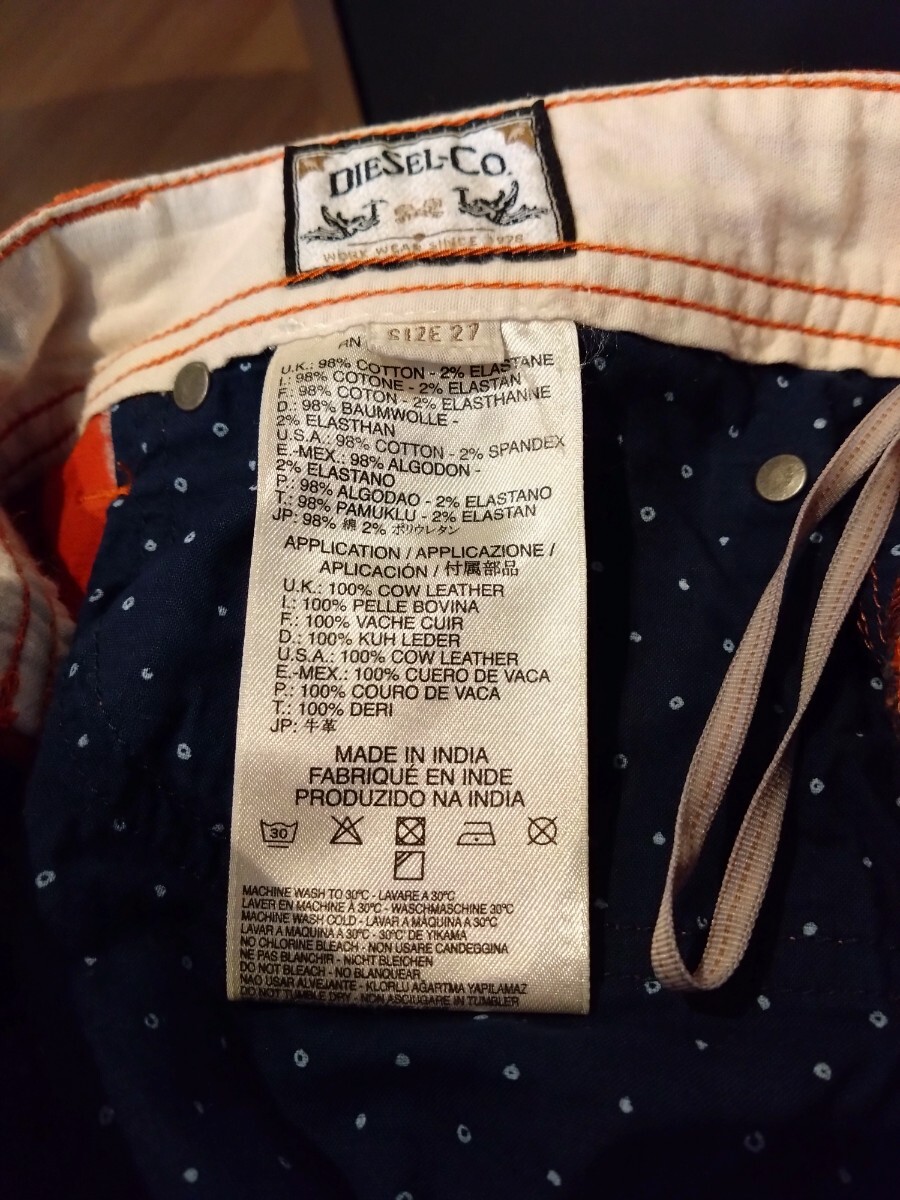 DIESEL-CO.
WORK WEAR SINCE 1978
SIZE 27
RN
U.K.: 98% COTTON - 2% ELASTANE
I.: 98% COTONE - 2% ELASTAN
F.: 98% COTON - 2% ELASTHANNE
D.: 98% BAUMWOLLE -
2% ELASTHAN
U.S.A.: 98% COTTON - 2% SPANDEX
E.-MEX.: 98% ALGODON -
2% ELASTANO
P.: 98% ALGODAO - 2% ELASTANO
T.: 98% PAMUKLU - 2% ELASTAN
JP: 98% 綿 2% ポリウレタン
APPLICATION / APPLICAZIONE /
APLICACIÓN / 付属部品
U.K.: 100% COW LEATHER
I.: 100% PELLE BOVINA
F.: 100% VACHE CUIR
D.: 100% KUH LEDER
U.S.A.: 100% COW LEATHER
E.-MEX.: 100% CUERO DE VACA
P.: 100% COURO DE VACA
T.: 100% DERI
JP: 牛革
MADE IN INDIA
FABRIQUÉ EN INDE
PRODUZIDO NA INDIA
30
MACHINE WASH TO 30°C - LAVARE A 30°C
LAVER EN MACHINE À 30°C - WASCHMASCHINE 30°C
MACHINE WASH COLD - LAVAR A MÁQUINA A 30°C
LAVAR A MAQUINA A 30°C - 30°C' DE YIKAMA
NO CHLORINE BLEACH - NON USARE CANDEGGINA
NE PAS BLANCHIR - NICHT BLEICHEN
DO NOT BLEACH - NO BLANQUEAR
NAO USAR ALVEJANTE - KLORLU AĞARTMA YAPILAMAZ
DO NOT TUMBLE DRY - NON ASCIUGARE IN TUMBLER